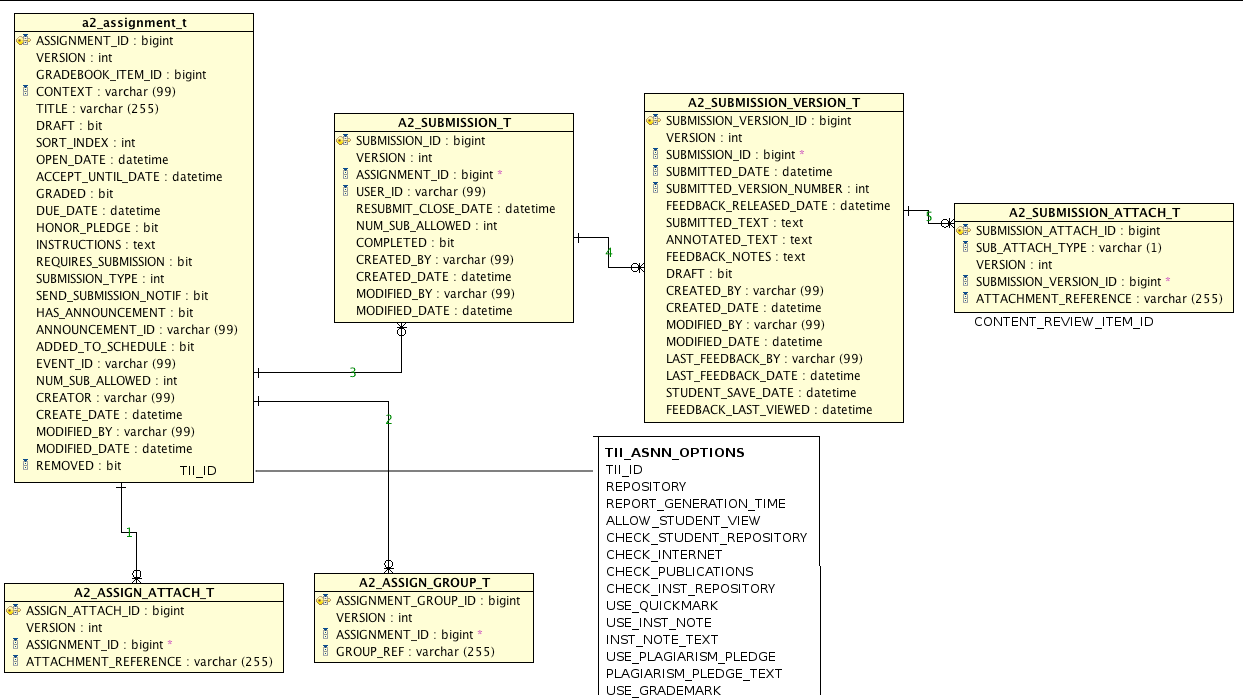 a2_assignment_t
ASSIGNMENT_ID : bigint
VERSION : int
GRADEBOOK_ITEM_ID : bigint
CONTEXT : varchar (99)
TITLE : varchar (255)
DRAFT : bit
SORT_INDEX : int
OPEN_DATE : datetime
ACCEPT_UNTIL_DATE : datetime
GRADED : bit
DUE_DATE : datetime
HONOR_PLEDGE : bit
INSTRUCTIONS : text
REQUIRES_SUBMISSION : bit
SUBMISSION_TYPE : int
SEND_SUBMISSION_NOTIF : bit
HAS_ANNOUNCEMENT : bit
ANNOUNCEMENT_ID : varchar (99)
ADDED_TO_SCHEDULE : bit
EVENT_ID : varchar (99)
NUM_SUB_ALLOWED : int
CREATOR : varchar (99)
CREATE_DATE : datetime
MODIFIED_BY : varchar (99)
MODIFIED_DATE : datetime
REMOVED : bit
TII_ID
A2_SUBMISSION_T
SUBMISSION_ID : bigint
VERSION : int
ASSIGNMENT_ID : bigint *
USER_ID : varchar (99)
RESUBMIT_CLOSE_DATE : datetime
NUM_SUB_ALLOWED : int
COMPLETED : bit
CREATED_BY : varchar (99)
CREATED_DATE : datetime
MODIFIED_BY : varchar (99)
MODIFIED_DATE : datetime
A2_SUBMISSION_VERSION_T
SUBMISSION_VERSION_ID : bigint
VERSION : int
SUBMISSION_ID : bigint *
SUBMITTED_DATE : datetime
SUBMITTED_VERSION_NUMBER : int
FEEDBACK_RELEASED_DATE : datetime
SUBMITTED_TEXT : text
ANNOTATED_TEXT : text
FEEDBACK_NOTES : text
DRAFT : bit
CREATED_BY : varchar (99)
CREATED_DATE : datetime
MODIFIED_BY : varchar (99)
MODIFIED_DATE : datetime
LAST_FEEDBACK_BY : varchar (99)
LAST_FEEDBACK_DATE : datetime
STUDENT_SAVE_DATE : datetime
FEEDBACK_LAST_VIEWED : datetime
A2_SUBMISSION_ATTACH_T
SUBMISSION_ATTACH_ID : bigint
SUB_ATTACH_TYPE : varchar (1)
VERSION : int
SUBMISSION_VERSION_ID : bigint *
ATTACHMENT_REFERENCE : varchar (255)
CONTENT_REVIEW_ITEM_ID
5
4
3
2
1
A2_ASSIGN_ATTACH_T
ASSIGN_ATTACH_ID : bigint
VERSION : int
ASSIGNMENT_ID : bigint *
ATTACHMENT_REFERENCE : varchar (255)
A2_ASSIGN_GROUP_T
ASSIGNMENT_GROUP_ID : bigint
VERSION : int
ASSIGNMENT_ID : bigint *
GROUP_REF : varchar (255)
TII_ASNN_OPTIONS
TII_ID
REPOSITORY
REPORT_GENERATION_TIME
ALLOW_STUDENT_VIEW
CHECK_STUDENT_REPOSITORY
CHECK_INTERNET
CHECK_PUBLICATIONS
CHECK_INST_REPOSITORY
USE_QUICKMARK
USE_INST_NOTE
INST_NOTE_TEXT
USE_PLAGIARISM_PLEDGE
PLAGIARISM_PLEDGE_TEXT
USE_GRADEMARK